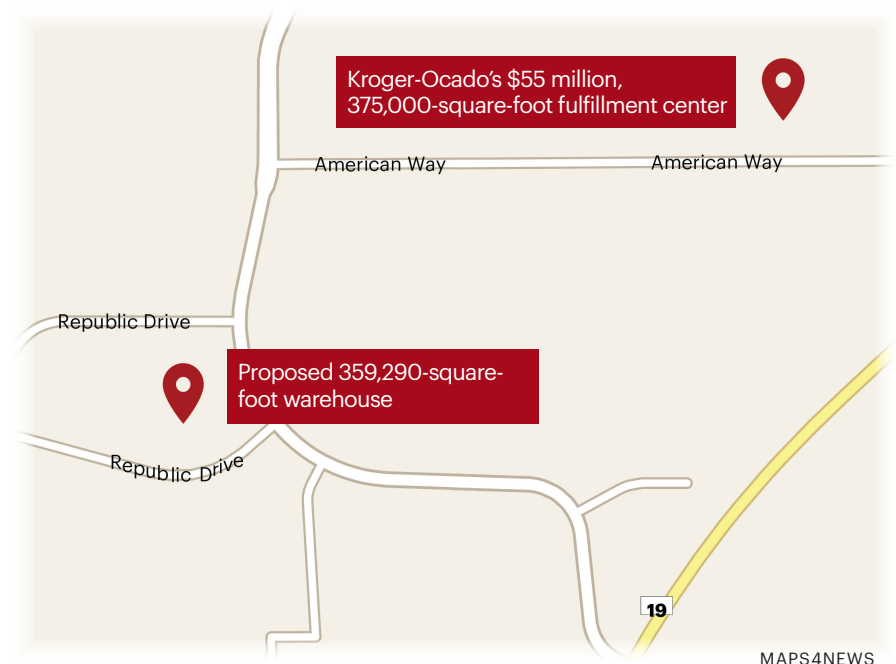 Kroger-Ocado's $55 million,
375,000-square-foot fulfillment center
American Way
American Way
Republic Drive
Proposed 359,290-square-
foot warehouse
Republic Drive
19
MAPS4NEWS